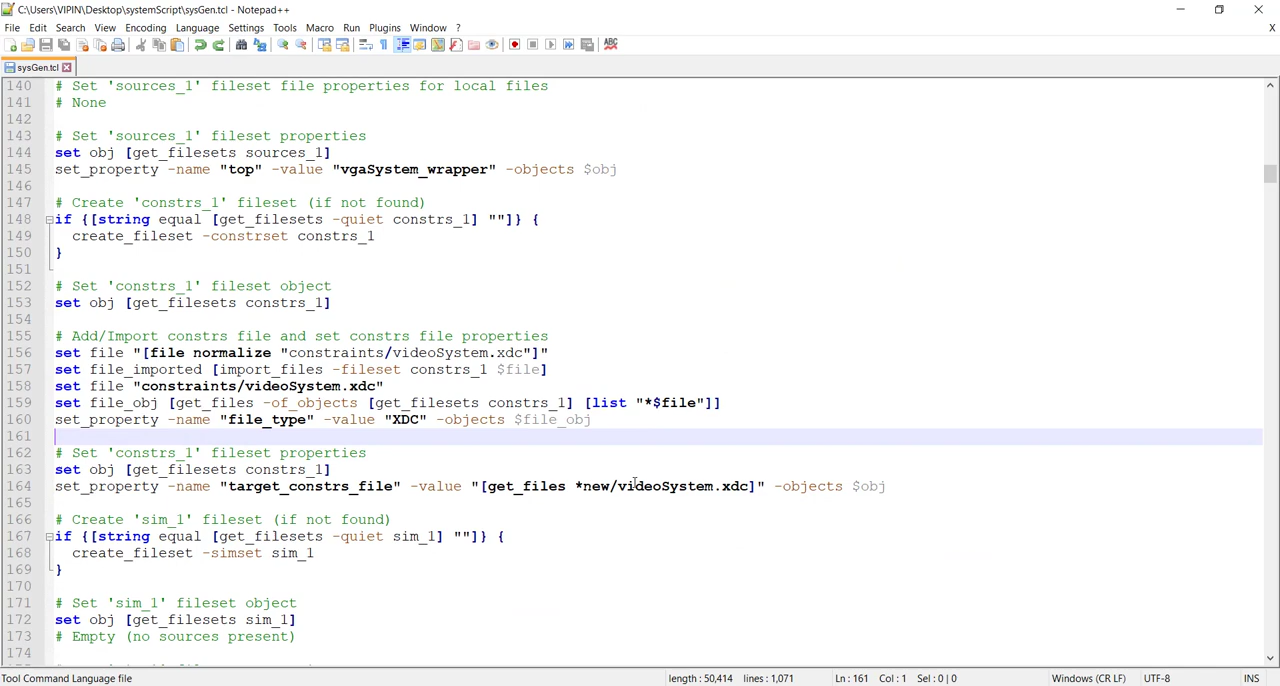 C:\Users\VIPIN\Desktop\systemScript\sysGen.tcl - Notepad++
File Edit Search View Encoding Language Settings Tools Macro Run Plugins Window ? X
ABC
sysGen.tcl
140 # Set 'sources_1' fileset file properties for local files
141 # None
142
143 # Set 'sources_1' fileset properties
144 set obj [get_filesets sources_1]
145 set_property -name "top" -value "vgaSystem_wrapper" -objects $obj
146
147 # Create 'constrs_1' fileset (if not found)
148 if {[string equal [get_filesets -quiet constrs_1] ""]} {
149 create_fileset -constrset constrs_1
150 }
151
152 # Set 'constrs_1' fileset object
153 set obj [get_filesets constrs_1]
154
155 # Add/Import constrs file and set constrs file properties
156 set file "[file normalize "constraints/videoSystem.xdc"]"
157 set file_imported [import_files -fileset constrs_1 $file]
158 set file "constraints/videoSystem.xdc"
159 set file_obj [get_files -of_objects [get_filesets constrs_1] [list "*$file"]]
160 set_property -name "file_type" -value "XDC" -objects $file_obj
161
162 # Set 'constrs_1' fileset properties
163 set obj [get_filesets constrs_1]
164 set_property -name "target_constrs_file" -value "[get_files *new/videoSystem.xdc]" -objects $obj
165
166 # Create 'sim_1' fileset (if not found)
167 if {[string equal [get_filesets -quiet sim_1] ""]} {
168 create_fileset -simset sim_1
169 }
170
171 # Set 'sim_1' fileset object
172 set obj [get_filesets sim_1]
173 # Empty (no sources present)
174
Tool Command Language file length : 50,414 lines : 1,071 Ln : 161 Col : 1 Sel : 0 | 0 Windows (CR LF) UTF-8 INS